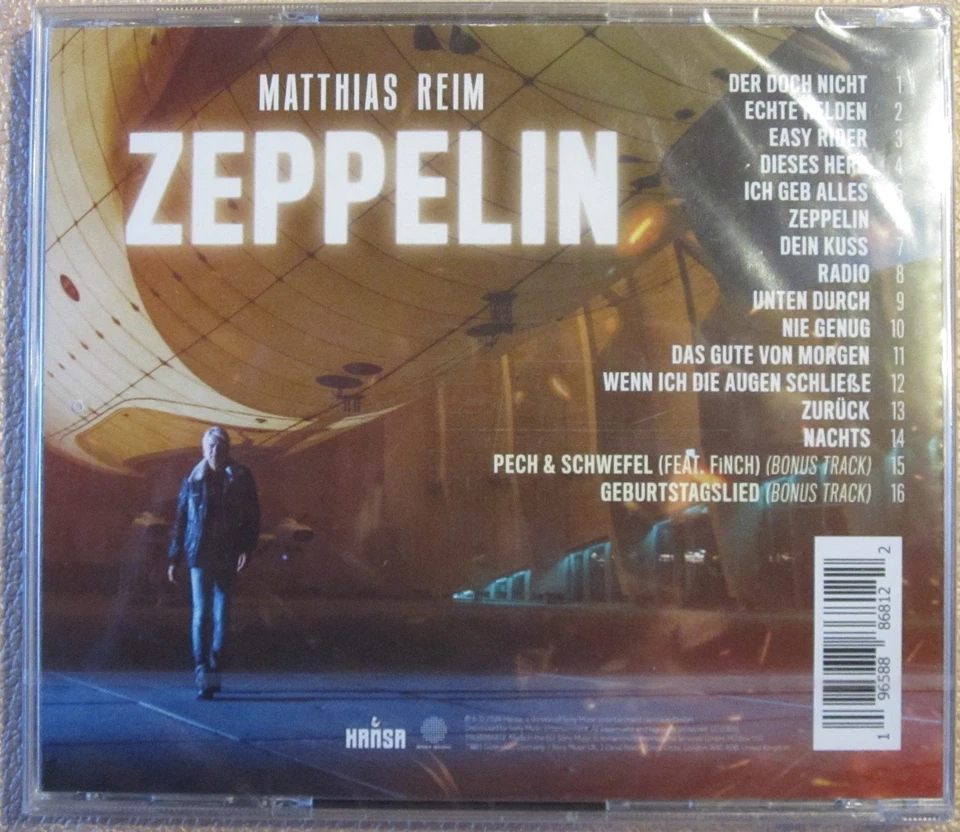 MATTHIAS REIM
ZEPPELIN
DER DOCH NICHT 1
ECHTE HELDEN 2
EASY RIDER 3
DIESES HERZ 4
ICH GEB ALLES 5
ZEPPELIN
DEIN KUSS 7
RADIO 8
UNTEN DURCH 9
NIE GENUG 10
DAS GUTE VON MORGEN 11
WENN ICH DIE AUGEN SCHLIEßE 12
ZURÜCK 13
NACHTS 14
PECH & SCHWEFEL (FEAT. FiNCH) (BONUS TRACK) 15
GEBURTSTAGSLIED (BONUS TRACK) 16
1 96588 86812 2
HANSA